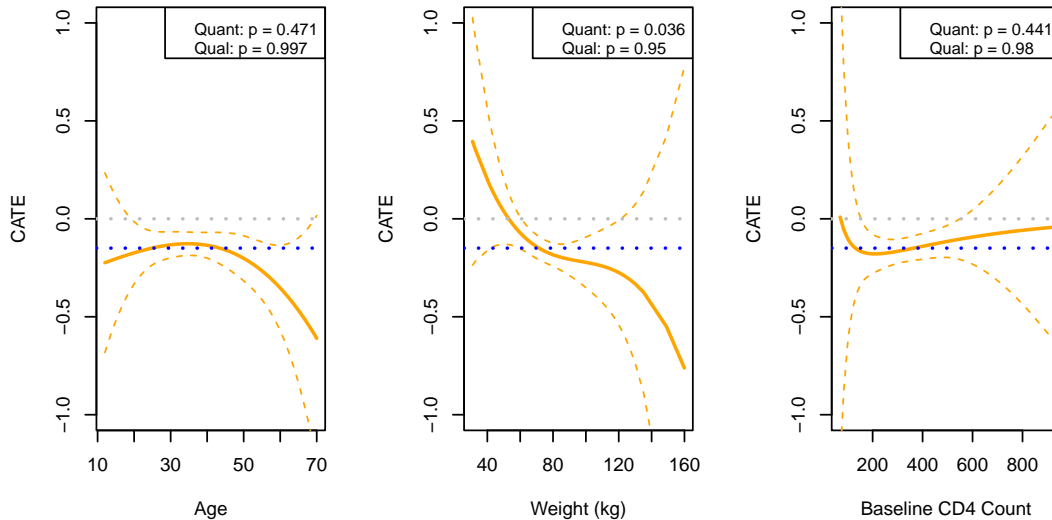 Quant: p = 0.471
Qual: p = 0.997
CATE
1.0
0.5
0.0
−0.5
−1.0
10 30 50 70
Age
Quant: p = 0.036
Qual: p = 0.95
CATE
1.0
0.5
0.0
−0.5
−1.0
40 80 120 160
Weight (kg)
Quant: p = 0.441
Qual: p = 0.98
CATE
1.0
0.5
0.0
−0.5
−1.0
200 400 600 800
Baseline CD4 Count